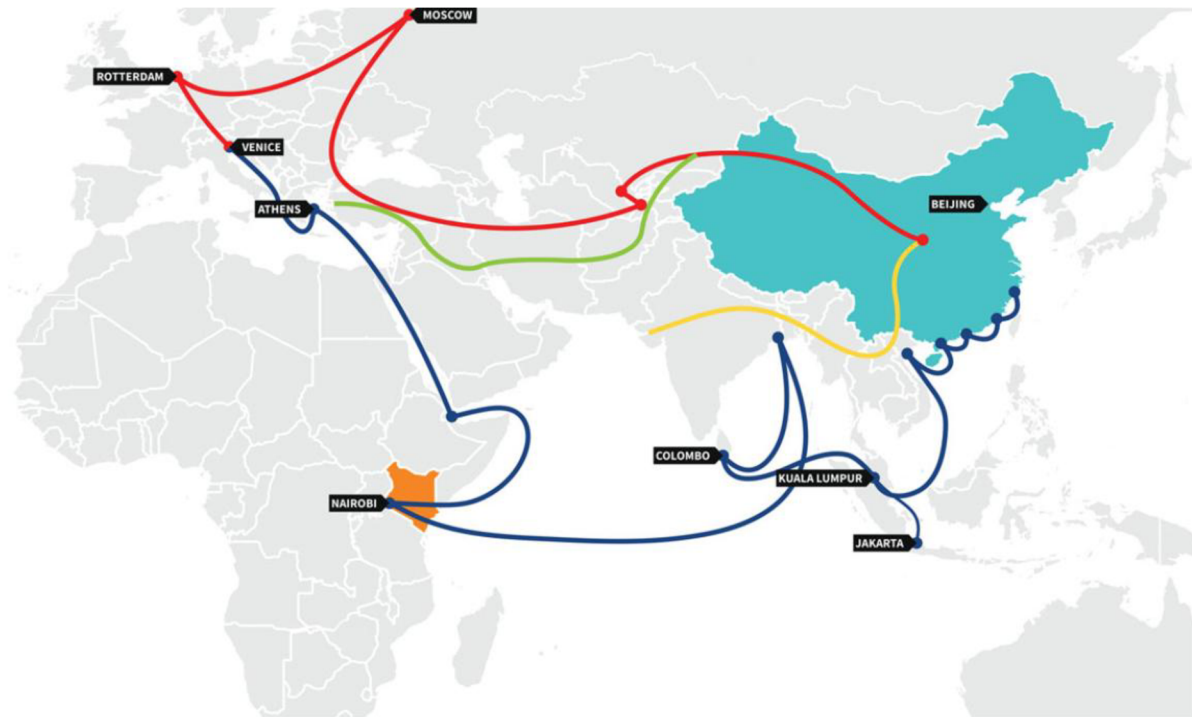 MOSCOW
ROTTERDAM
VENICE
BEIJING
ATHENS
COLOMBO
KUALA LUMPUR
NAIROBI
JAKARTA